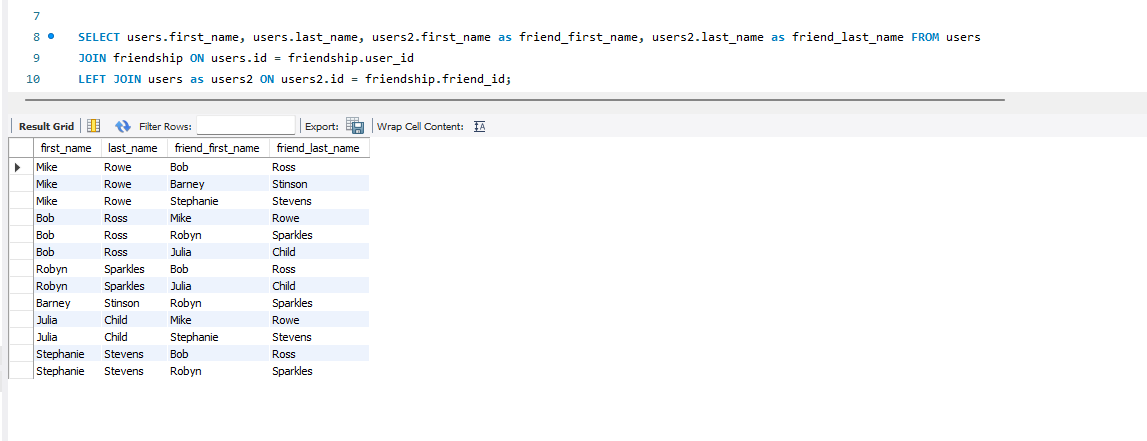 7
8 SELECT users.first_name, users.last_name, users2.first_name as friend_first_name, users2.last_name as friend_last_name FROM users
9 JOIN friendship ON users.id = friendship.user_id
10 LEFT JOIN users as users2 ON users2.id = friendship.friend_id;
Result Grid Filter Rows: Export: Wrap Cell Content: IA
first_name last_name friend_first_name friend_last_name
Mike Rowe Bob Ross
Mike Rowe Barney Stinson
Mike Rowe Stephanie Stevens
Bob Ross Mike Rowe
Bob Ross Robyn Sparkles
Bob Ross Julia Child
Robyn Sparkles Bob Ross
Robyn Sparkles Julia Child
Barney Stinson Robyn Sparkles
Julia Child Mike Rowe
Julia Child Stephanie Stevens
Stephanie Stevens Bob Ross
Stephanie Stevens Robyn Sparkles